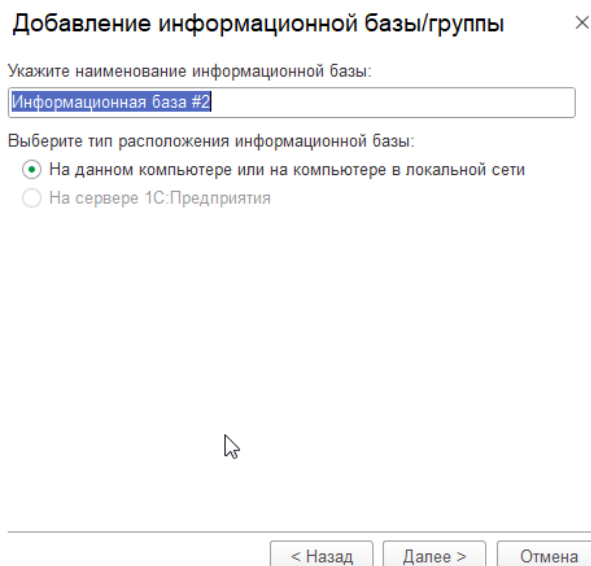 Добавление информационной базы/группы
Укажите наименование информационной базы:
Информационная база #2
Выберите тип расположения информационной базы:
На данном компьютере или на компьютере в локальной сети
На сервере 1С:Предприятия
< Назад
Далее >
Отмена